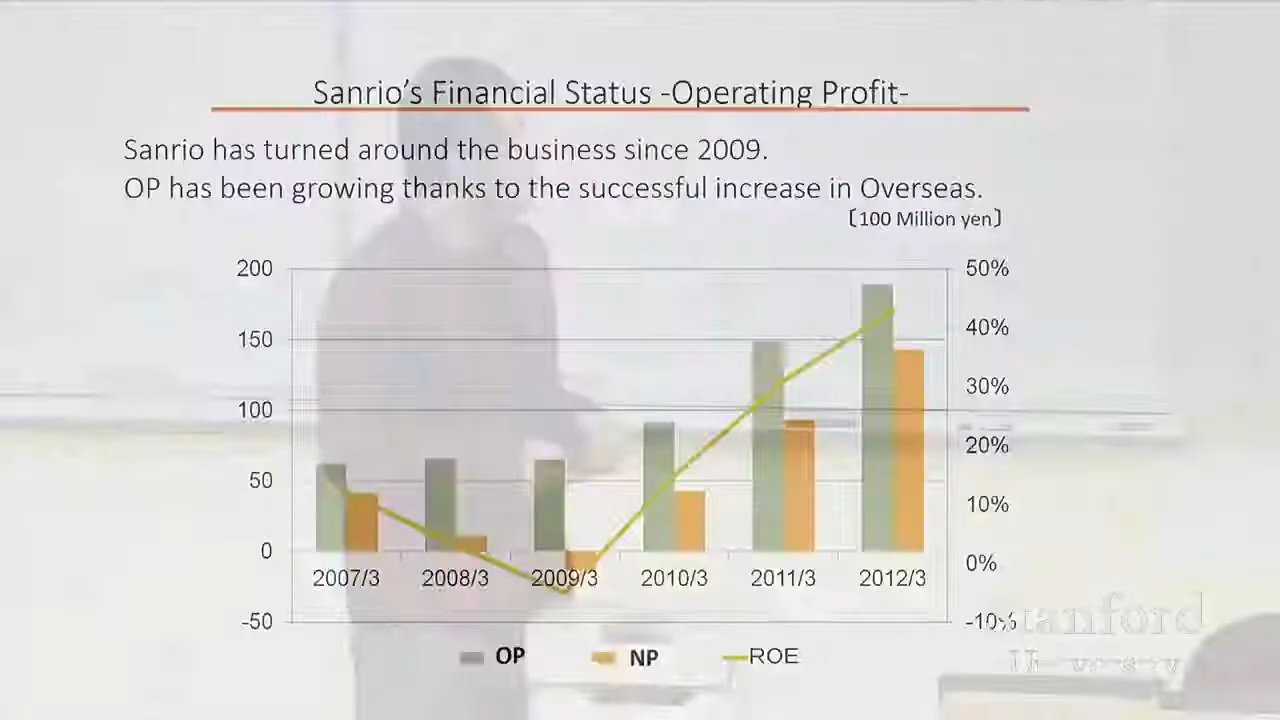 Sanrio's Financial Status -Operating Profit-
Sanrio has turned around the business since 2009.
OP has been growing thanks to the successful increase in Overseas.
〔100 Million yen〕
200
150
100
50
0
-50
50%
40%
30%
20%
10%
0%
-10%
2007/3 2008/3 2009/3 2010/3 2011/3 2012/3
OP NP ROE
Stanford
University